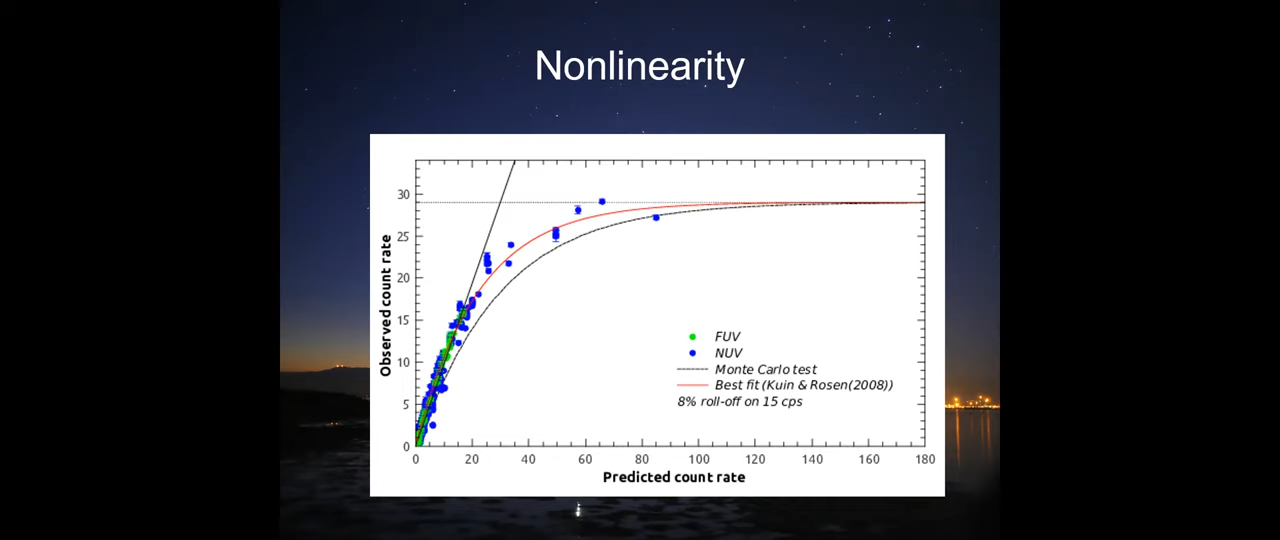 Nonlinearity
30
25
20
15
10
5
0
Observed count rate
FUV
NUV
Monte Carlo test
Best fit (Kuin & Rosen(2008))
8% roll-off on 15 cps
0 20 40 60 80 100 120 140 160 180
Predicted count rate